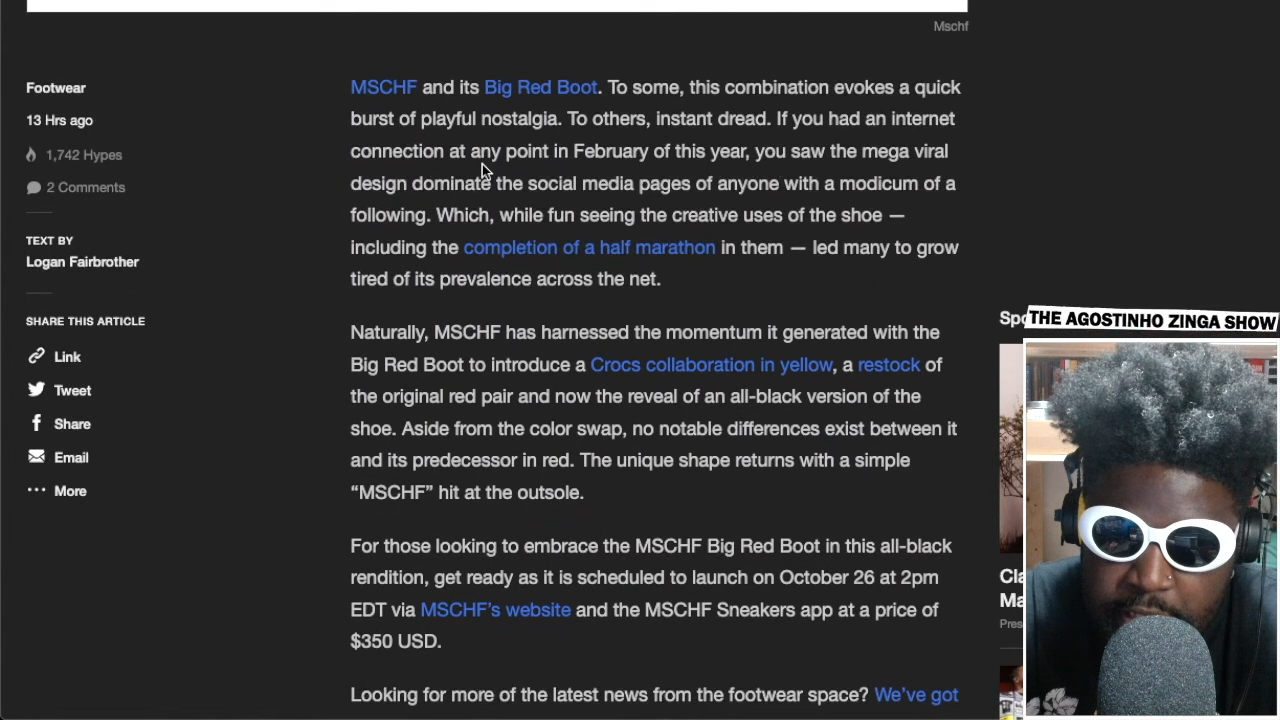 Mschf
Footwear
13 Hrs ago
1,742 Hypes
2 Comments
TEXT BY
Logan Fairbrother
SHARE THIS ARTICLE
Link
Tweet
Share
Email
More
MSCHF and its Big Red Boot. To some, this combination evokes a quick
burst of playful nostalgia. To others, instant dread. If you had an internet
connection at any point in February of this year, you saw the mega viral
design dominate the social media pages of anyone with a modicum of a
following. Which, while fun seeing the creative uses of the shoe —
including the completion of a half marathon in them — led many to grow
tired of its prevalence across the net.
Naturally, MSCHF has harnessed the momentum it generated with the
Big Red Boot to introduce a Crocs collaboration in yellow, a restock of
the original red pair and now the reveal of an all-black version of the
shoe. Aside from the color swap, no notable differences exist between it
and its predecessor in red. The unique shape returns with a simple
“MSCHF” hit at the outsole.
For those looking to embrace the MSCHF Big Red Boot in this all-black
rendition, get ready as it is scheduled to launch on October 26 at 2pm
EDT via MSCHF’s website and the MSCHF Sneakers app at a price of
$350 USD.
Looking for more of the latest news from the footwear space? We’ve got
THE AGOSTINHO ZINGA SHOW